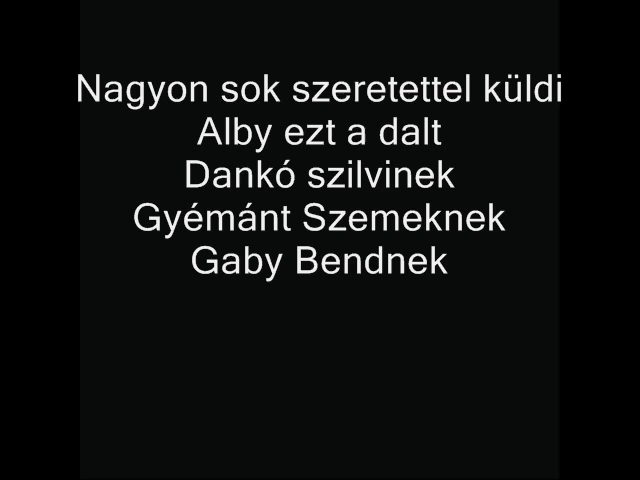 Nagyon sok szeretettel küldi
Alby ezt a dalt
Dankó szilvinek
Gyémánt Szemeknek
Gaby Bendnek